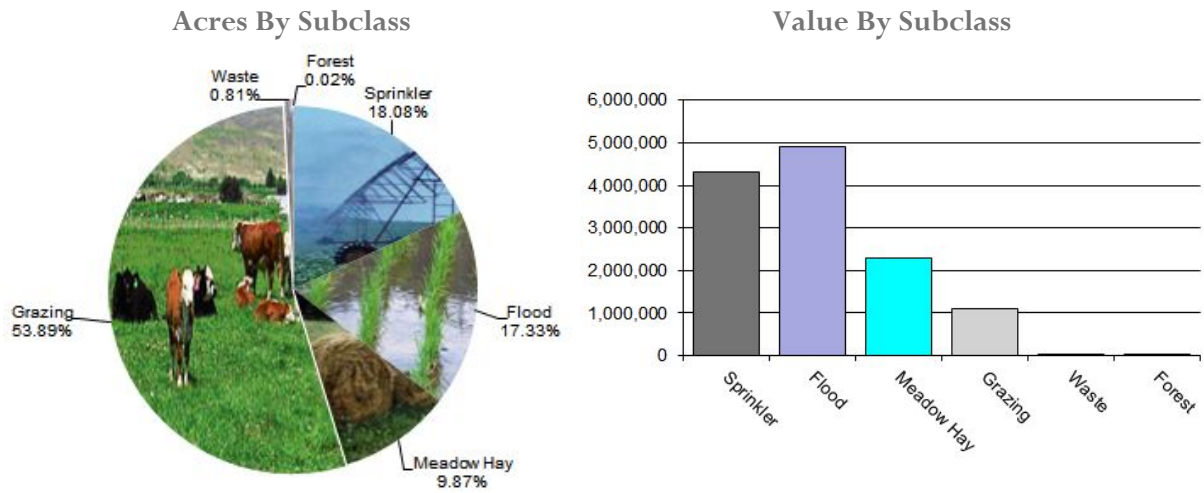 Acres By Subclass
Waste
0.81%
Forest
0.02%
Sprinkler
18.08%
Grazing
53.89%
Flood
17.33%
Meadow Hay
9.87%
Value By Subclass
6,000,000
5,000,000
4,000,000
3,000,000
2,000,000
1,000,000
0
Sprinkler
Flood
Meadow Hay
Grazing
Waste
Forest